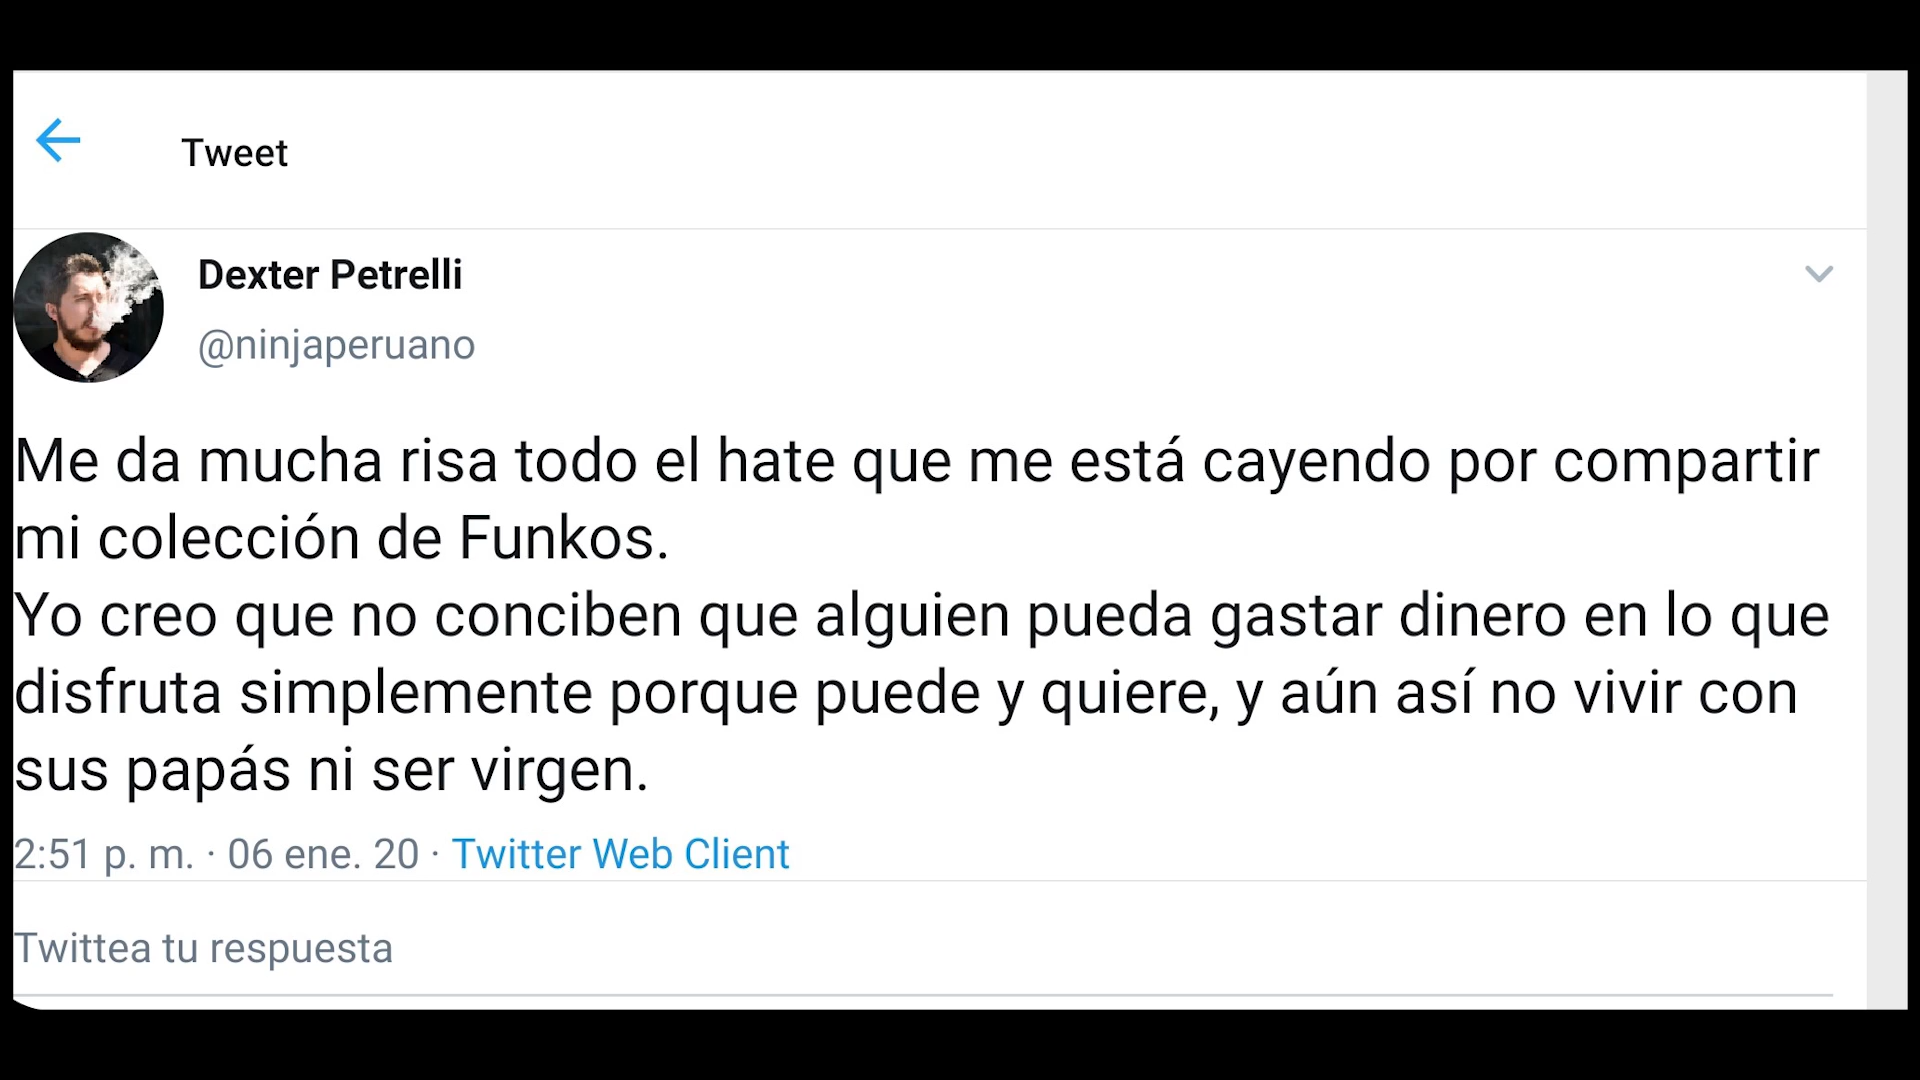 Tweet
Dexter Petrelli
@ninjaperuano
Me da mucha risa todo el hate que me está cayendo por compartir
mi colección de Funkos.
Yo creo que no conciben que alguien pueda gastar dinero en lo que
disfruta simplemente porque puede y quiere, y aún así no vivir con
sus papás ni ser virgen.
2:51 p. m. · 06 ene. 20 · Twitter Web Client
Twittea tu respuesta